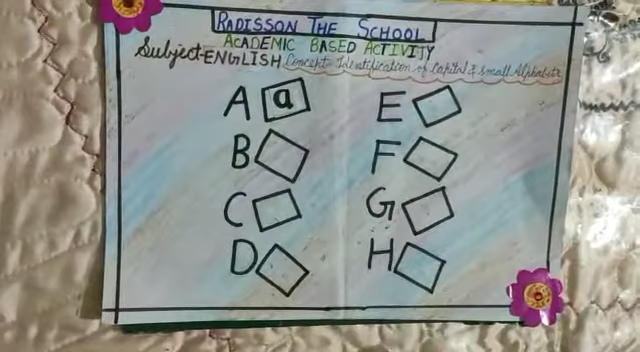 RADISSON THE SCHOOL
ACADEMIC BASED ACTIVITY
Subject-ENGLISH Concept-Identification of Capital & Small Alphabets
A a E
B F
C G
D H